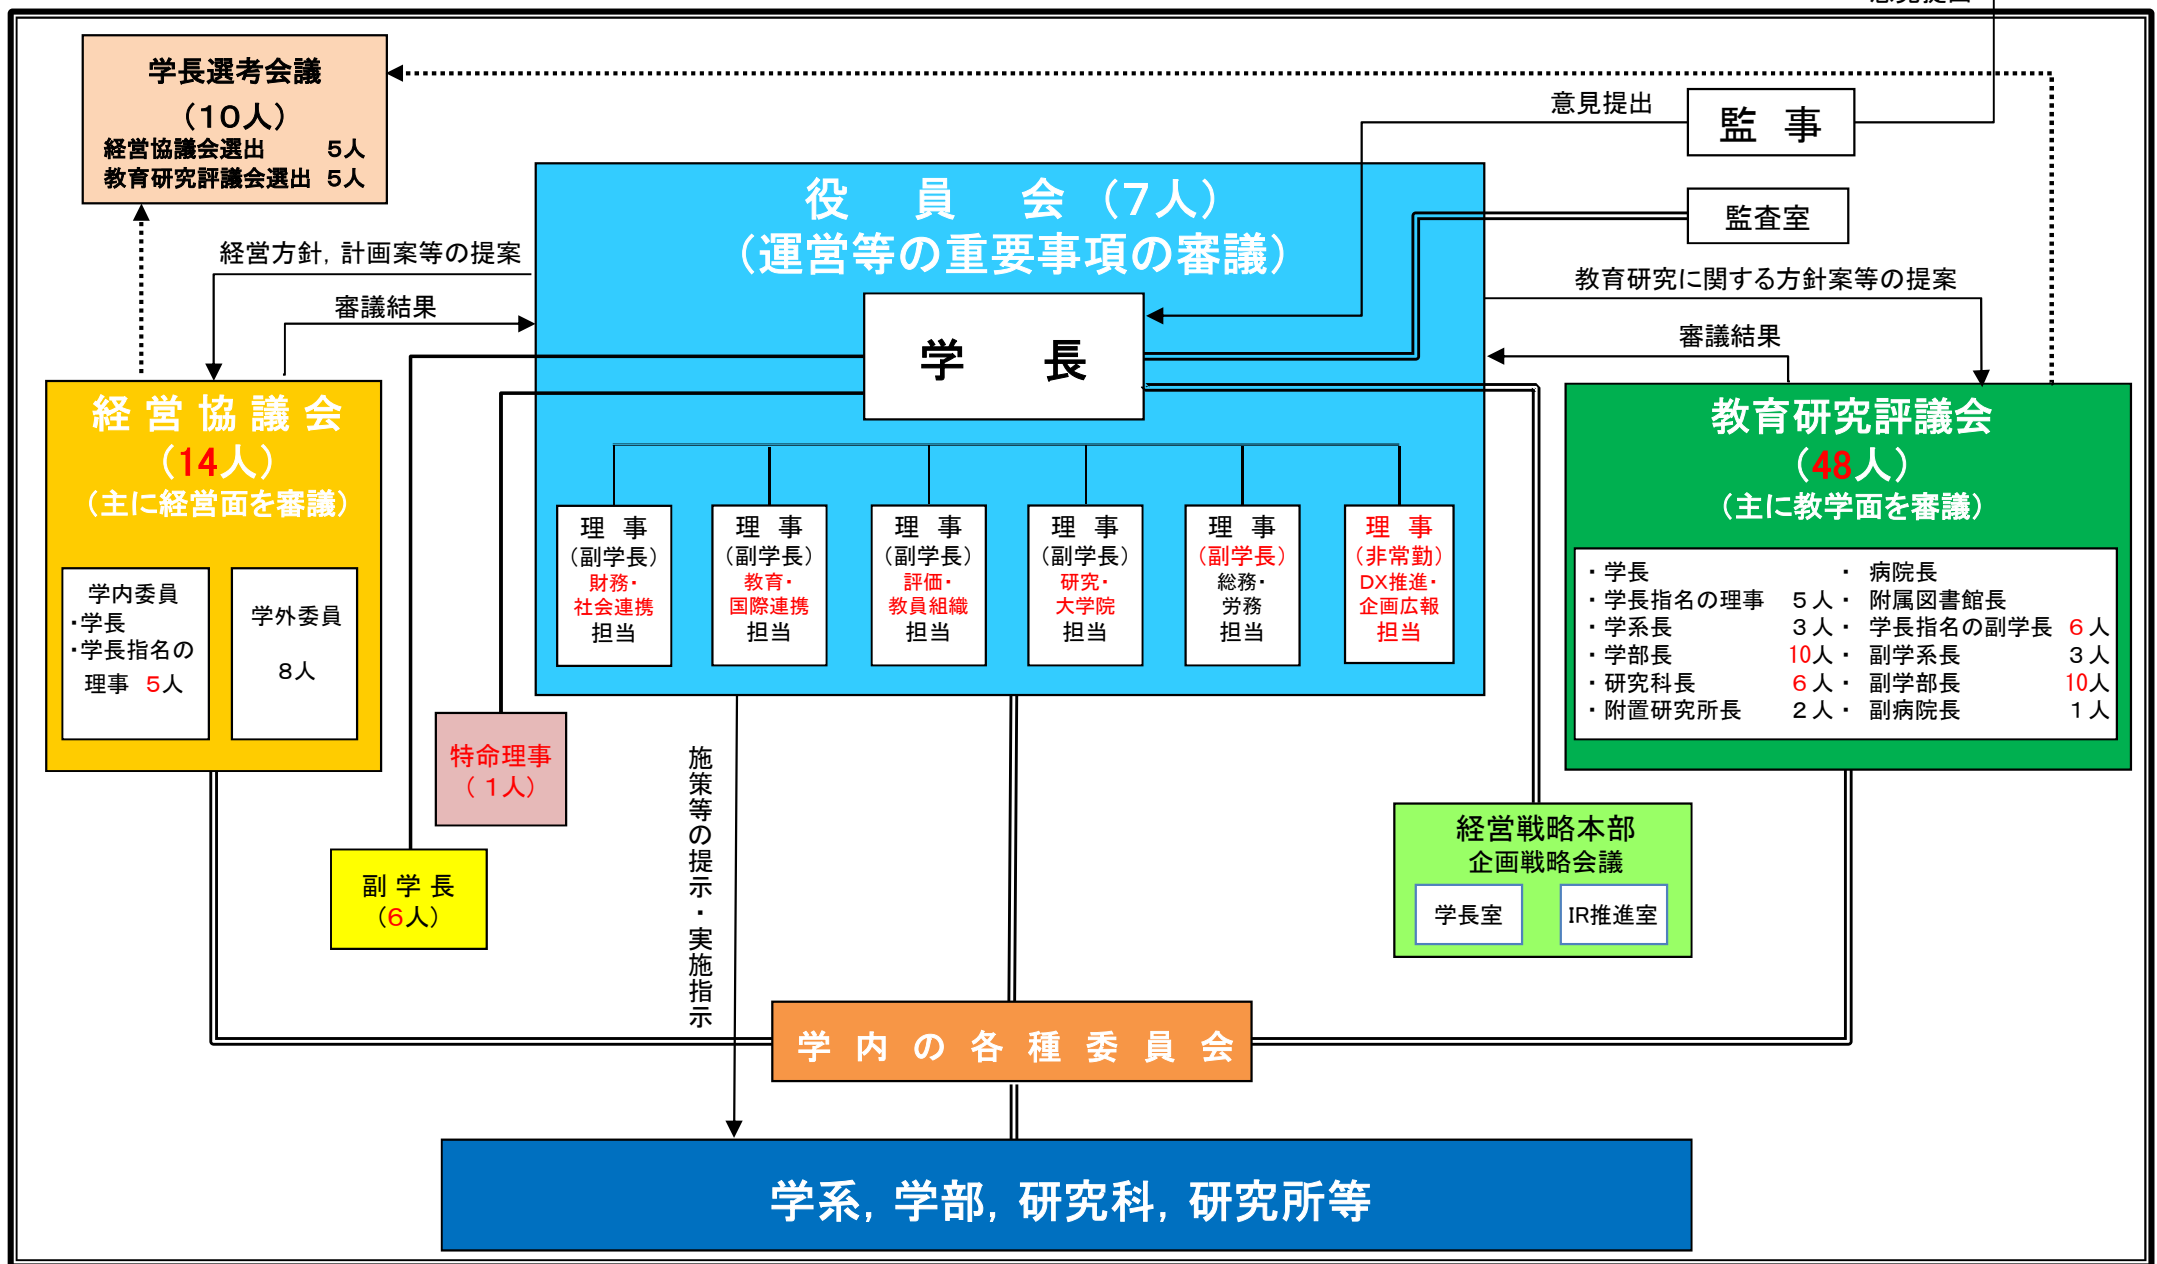 学長選考会議
（10人）
経営協議会選出 5人
教育研究評議会選出 5人
意見提出
監 事
監査室
役 員 会（7人）
（運営等の重要事項の審議）
学 長
経営方針，計画案等の提案
審議結果
教育研究に関する方針案等の提案
審議結果
経 営 協 議 会
（14人）
（主に経営面を審議）
学内委員
・学長
・学長指名の
理事 5人
学外委員
8人
理 事
（副学長）
財務・
社会連携
担当
理 事
（副学長）
教育・
国際連携
担当
理 事
（副学長）
評価・
教員組織
担当
理 事
（副学長）
研究・
大学院
担当
理 事
（副学長）
総務・
労務
担当
理 事
（非常勤）
DX推進・
企画広報
担当
教育研究評議会
（48人）
（主に教学面を審議）
・学長 ・ 病院長
・学長指名の理事 5人 ・ 附属図書館長
・学系長 3人 ・ 学長指名の副学長 6人
・学部長 10人 ・ 副学系長 3人
・研究科長 6人 ・ 副学部長 10人
・附置研究所長 2人 ・ 副病院長 1人
特命理事
（ 1人）
副 学 長
（6人）
施策等の提示・実施指示
経営戦略本部
企画戦略会議
学長室
IR推進室
学 内 の 各 種 委 員 会
学系，学部，研究科，研究所等